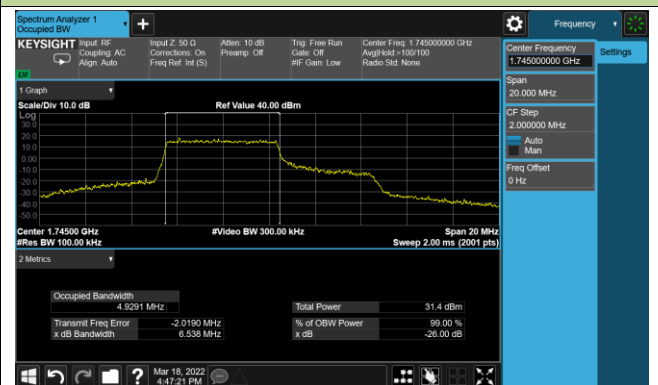 Spectrum Analyzer 1
Occupied BW
+
Frequency
KEYSIGHT
Input: RF
Coupling: AC
Align: Auto
Input Z: 50 Ω
Corrections: On
Freq Ref: Int (S)
Atten: 10 dB
Preamp: Off
Trig: Free Run
Gate: Off
#IF Gain: Low
Center Freq: 1.745000000 GHz
Avg|Hold:>100/100
Radio Std: None
Center Frequency
1.745000000 GHz
Settings
Span
20.000 MHz
CF Step
2.000000 MHz
Auto
Man
Freq Offset
0 Hz
1 Graph
Scale/Div 10.0 dB
Ref Value 40.00 dBm
Log
30.0
20.0
10.0
0.00
-10.0
-20.0
-30.0
-40.0
-50.0
Center 1.74500 GHz
#Video BW 300.00 kHz
Span 20 MHz
#Res BW 100.00 kHz
Sweep 2.00 ms (2001 pts)
2 Metrics
Occupied Bandwidth
4.9291 MHz
Total Power 31.4 dBm
Transmit Freq Error -2.0190 MHz
% of OBW Power 99.00 %
x dB Bandwidth 6.538 MHz
x dB -26.00 dB
?
Mar 18, 2022
4:47:21 PM